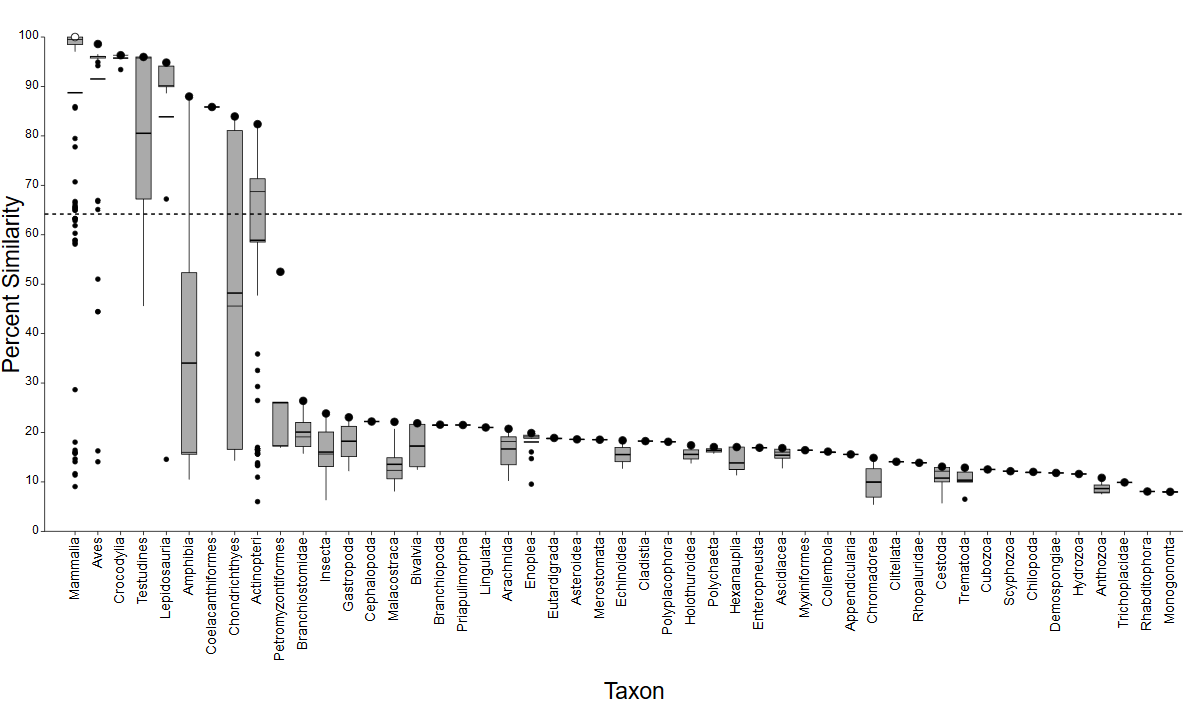 Percent Similarity
100
90
80
70
60
50
40
30
20
10
0
Mammalia
Aves
Crocodylia
Testudines
Lepidosauria
Amphibia
Coelacanthiformes
Chondrichthyes
Actinopteri
Petromyzontiformes
Branchiostomidae
Insecta
Gastropoda
Cephalopoda
Malacostraca
Bivalvia
Branchiopoda
Priapulimorpha
Lingulata
Arachnida
Enoplea
Eutardigrada
Asteroidea
Merostomata
Echinoidea
Cladistia
Polyplacophora
Holothuroidea
Polychaeta
Hexanauplia
Enteropneusta
Ascidiacea
Myxiniformes
Collembola
Appendicularia
Chromadorea
Clitellata
Rhopaluridae
Cestoda
Trematoda
Cubozoa
Scyphozoa
Chilopoda
Demospongiae
Hydrozoa
Anthozoa
Trichoplacidae
Rhabditophora
Monogononta
Taxon